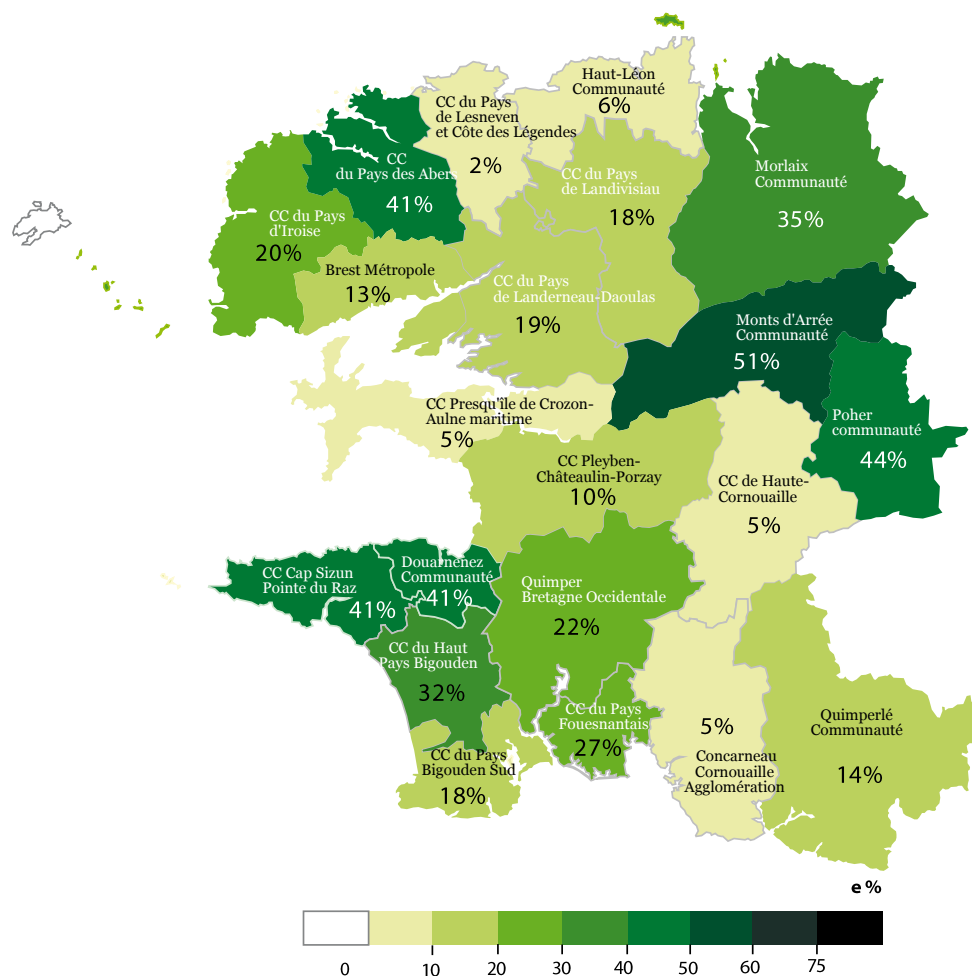 Haut-Léon
Communauté
6%
CC du Pays
de Lesneven
et Côte des Légendes
2%
CC
du Pays des Abers
41%
CC du Pays
de Landivisiau
18%
Morlaix
Communauté
35%
CC du Pays
d'Iroise
20%
Brest Métropole
13%
CC du Pays
de Landerneau-Daoulas
19%
Monts d'Arrée
Communauté
51%
CC Presqu'île de Crozon-
Aulne maritime
5%
Poher
communauté
44%
CC Pleyben-
Châteaulin-Porzay
10%
CC de Haute-
Cornouaille
5%
CC Cap Sizun
Pointe du Raz
41%
Douarnenez
Communauté
41%
Quimper
Bretagne Occidentale
22%
CC du Haut
Pays Bigouden
32%
CC du Pays
Fouesnantais
27%
5%
Concarneau
Cornouaille
Agglomération
Quimperlé
Communauté
14%
CC du Pays
Bigouden Sud
18%
e %
0 10 20 30 40 50 60 75